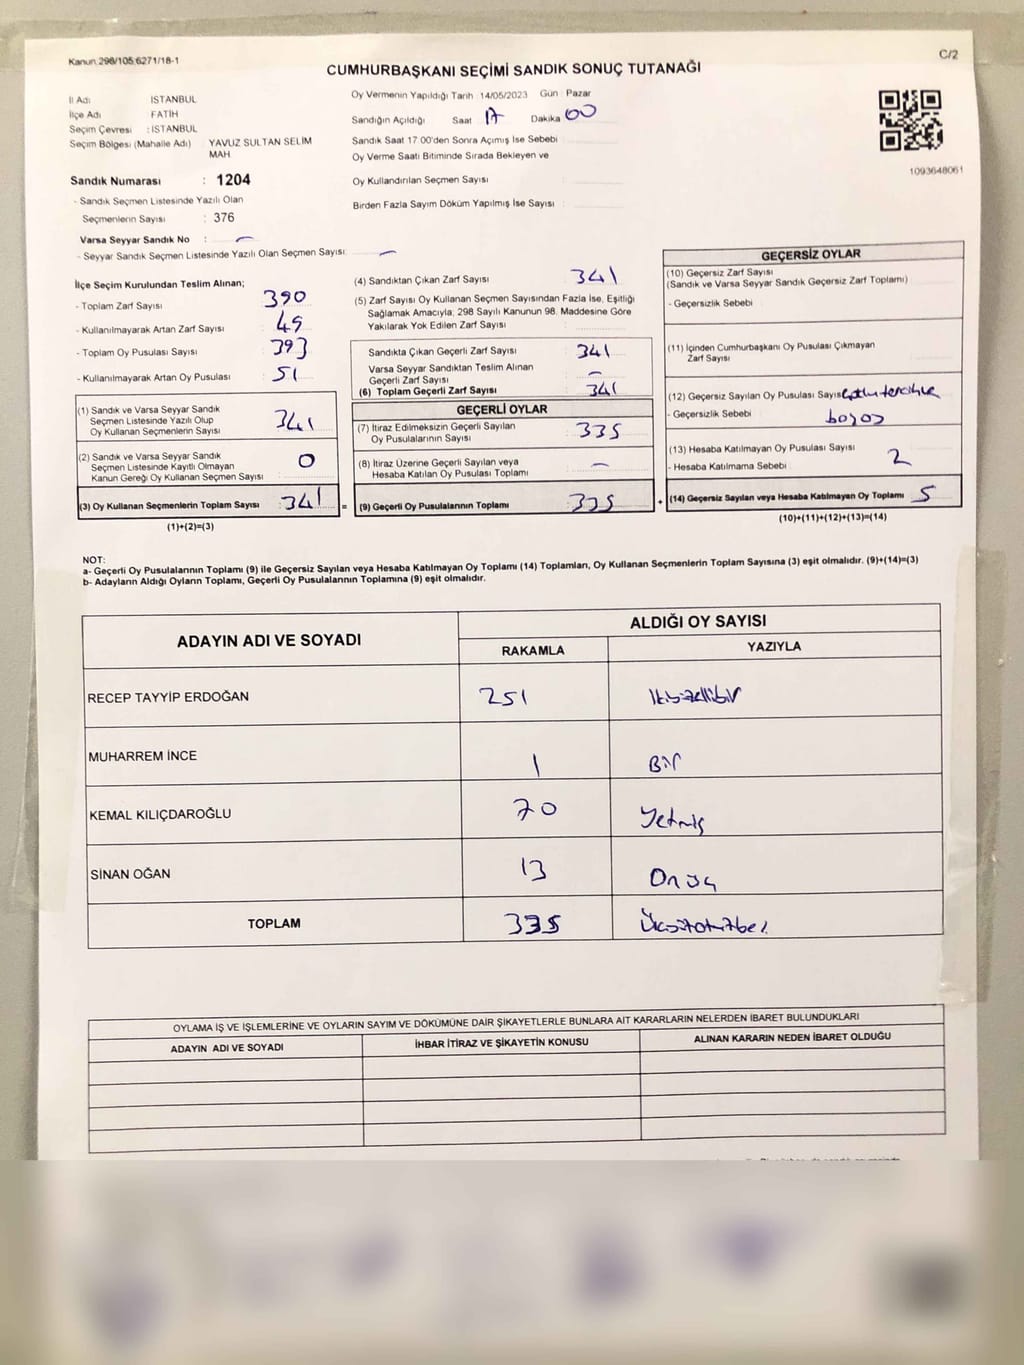 Kanun 298/105;6271/18-1
C/2
CUMHURBAŞKANI SEÇİMİ SANDIK SONUÇ TUTANAĞI
İl Adı İSTANBUL
İlçe Adı FATİH
Seçim Çevresi : İSTANBUL
Seçim Bölgesi (Mahalle Adı) YAVUZ SULTAN SELİM
MAH
Sandık Numarası : 1204
- Sandık Seçmen Listesinde Yazılı Olan
Seçmenlerin Sayısı : 376
Varsa Seyyar Sandık No : -
- Seyyar Sandık Seçmen Listesinde Yazılı Olan Seçmen Sayısı: -
Oy Vermenin Yapıldığı Tarih 14/05/2023 Gün : Pazar
Sandığın Açıldığı Saat 17 Dakika 00
Sandık Saat 17.00'den Sonra Açımış İse Sebebi :
Oy Verme Saati Bitiminde Sırada Bekleyen ve
Oy Kullandırılan Seçmen Sayısı :
Birden Fazla Sayım Döküm Yapılmış İse Sayısı :
1093648061
İlçe Seçim Kurulundan Teslim Alınan;
- Toplam Zarf Sayısı : 390
- Kullanılmayarak Artan Zarf Sayısı : 49
- Toplam Oy Pusulası Sayısı : 393
- Kullanılmayarak Artan Oy Pusulası : 51
(1) Sandık ve Varsa Seyyar Sandık
Seçmen Listesinde Yazılı Olup
Oy Kullanan Seçmenlerin Sayısı : 341
(2) Sandık ve Varsa Seyyar Sandık
Seçmen Listesinde Kayıtlı Olmayan
Kanun Gereği Oy Kullanan Seçmen Sayısı : 0
(3) Oy Kullanan Seçmenlerin Toplam Sayısı : 341
(1)+(2)=(3)
=
(4) Sandıktan Çıkan Zarf Sayısı : 341
(5) Zarf Sayısı Oy Kullanan Seçmen Sayısından Fazla İse, Eşitliği
Sağlamak Amacıyla, 298 Sayılı Kanunun 98. Maddesine Göre
Yakılarak Yok Edilen Zarf Sayısı :
Sandıkta Çıkan Geçerli Zarf Sayısı : 341
Varsa Seyyar Sandıktan Teslim Alınan
Geçerli Zarf Sayısı : -
(6) Toplam Geçerli Zarf Sayısı : 341
GEÇERLİ OYLAR
(7) İtiraz Edilmeksizin Geçerli Sayılan
Oy Pusulalarının Sayısı : 335
(8) İtiraz Üzerine Geçerli Sayılan veya
Hesaba Katılan Oy Pusulası Toplamı : -
(9) Geçerli Oy Pusulalarının Toplamı : 335
+
GEÇERSİZ OYLAR
(10) Geçersiz Zarf Sayısı
(Sandık ve Varsa Seyyar Sandık Geçersiz Zarf Toplamı) :
- Geçersizlik Sebebi :
(11) İçinden Cumhurbaşkanı Oy Pusulası Çıkmayan
Zarf Sayısı :
(12) Geçersiz Sayılan Oy Pusulası Sayısı
- Geçersizlik Sebebi
(13) Hesaba Katılmayan Oy Pusulası Sayısı
- Hesaba Katılmama Sebebi : 2
(14) Geçersiz Sayılan veya Hesaba Katılmayan Oy Toplamı : 5
(10)+(11)+(12)+(13)=(14)
NOT:
a- Geçerli Oy Pusulalarının Toplamı (9) ile Geçersiz Sayılan veya Hesaba Katılmayan Oy Toplamı (14) Toplamları, Oy Kullanan Seçmenlerin Toplam Sayısına (3) eşit olmalıdır. (9)+(14)=(3)
b- Adayların Aldığı Oyların Toplamı, Geçerli Oy Pusulalarının Toplamına (9) eşit olmalıdır.
ADAYIN ADI VE SOYADI
ALDIĞI OY SAYISI
RAKAMLA YAZIYLA
RECEP TAYYİP ERDOĞAN 251 İkiyüzellibir
MUHARREM İNCE 1 Bir
KEMAL KILIÇDAROĞLU 70 Yetmiş
SİNAN OĞAN 13 Onüç
TOPLAM 335 Üçyüzotuzbeş
OYLAMA İŞ VE İŞLEMLERİNE VE OYLARIN SAYIM VE DÖKÜMÜNE DAİR ŞİKAYETLERLE BUNLARA AİT KARARLARIN NELERDEN İBARET BULUNDUKLARI
ADAYIN ADI VE SOYADI İHBAR İTİRAZ VE ŞİKAYETİN KONUSU ALINAN KARARIN NEDEN İBARET OLDUĞU